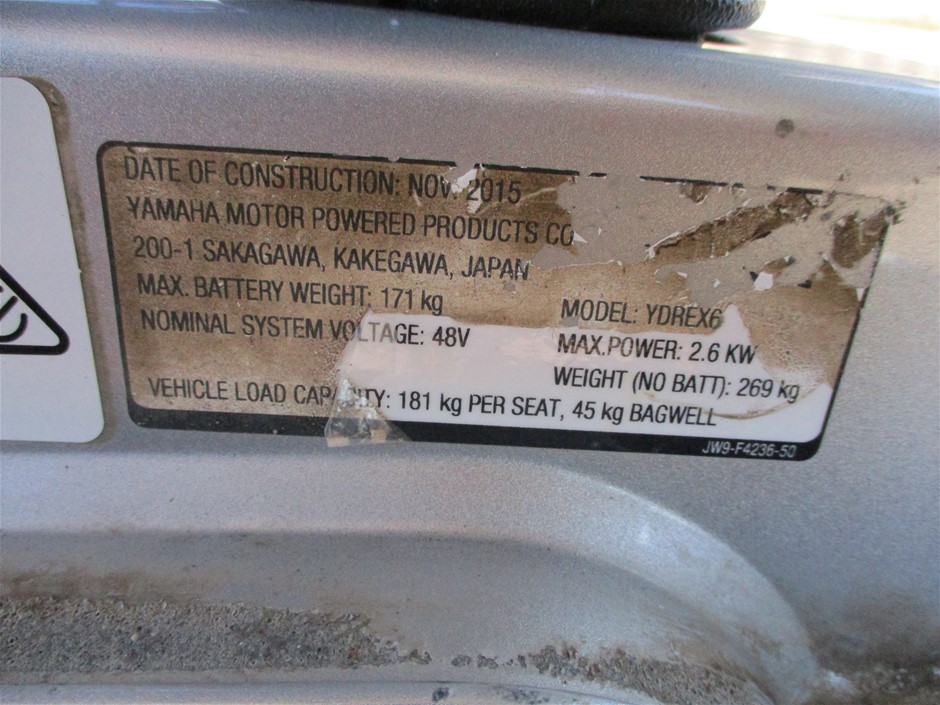 DATE OF CONSTRUCTION: NOV. 2015
YAMAHA MOTOR POWERED PRODUCTS CO
200-1 SAKAGAWA, KAKEGAWA, JAPAN
MAX. BATTERY WEIGHT: 171 kg
MODEL: YDREX6
NOMINAL SYSTEM VOLTAGE: 48V
MAX.POWER: 2.6 KW
WEIGHT (NO BATT): 269 kg
VEHICLE LOAD CAPACITY: 181 kg PER SEAT, 45 kg BAGWELL
JW9-F4236-50